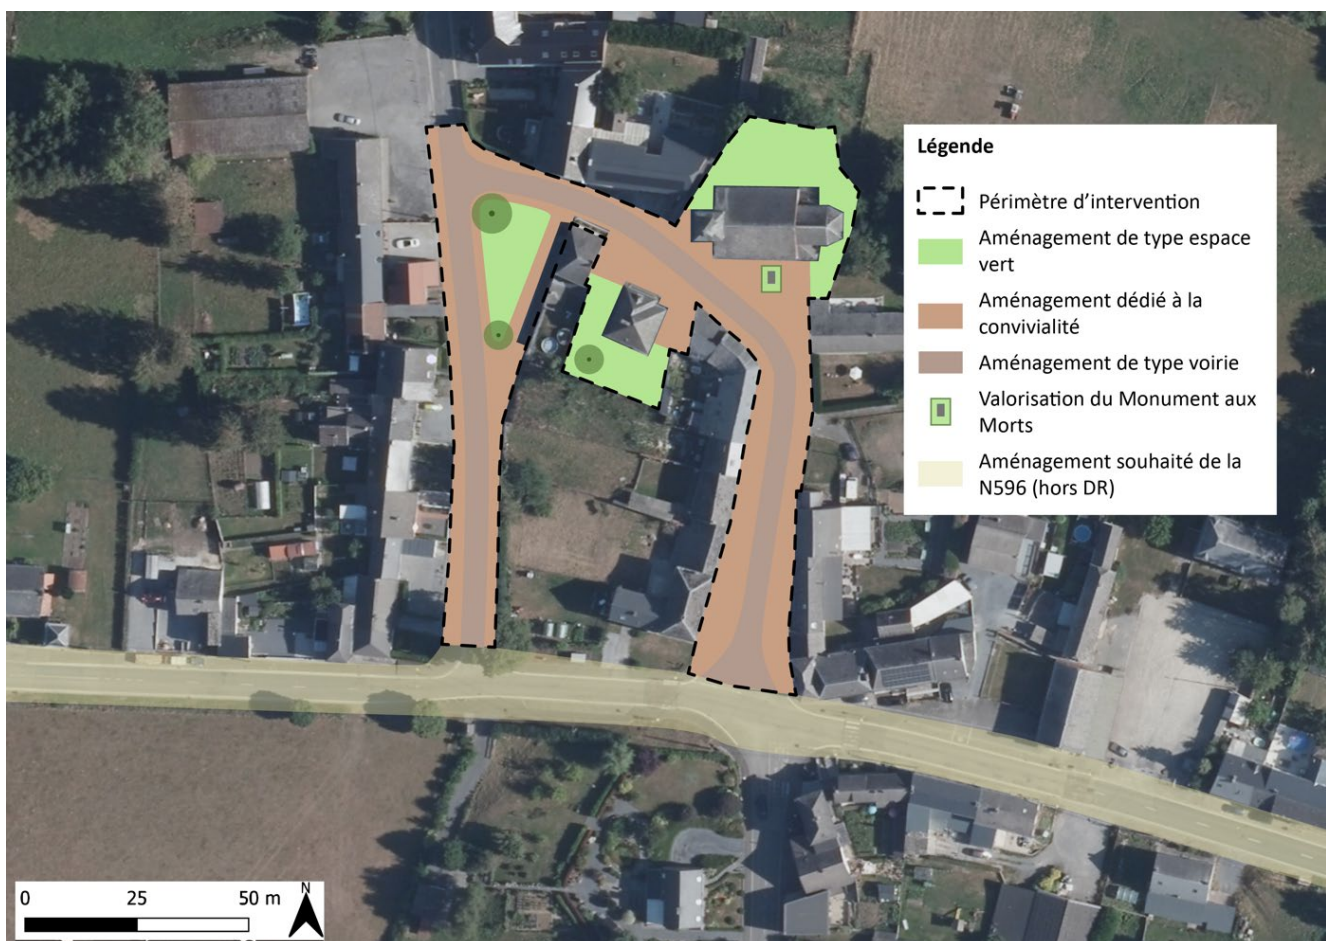 Légende
Périmètre d'intervention
Aménagement de type espace
vert
Aménagement dédié à la
convivialité
Aménagement de type voirie
Valorisation du Monument aux
Morts
Aménagement souhaité de la
N596 (hors DR)
0 25 50 m
N